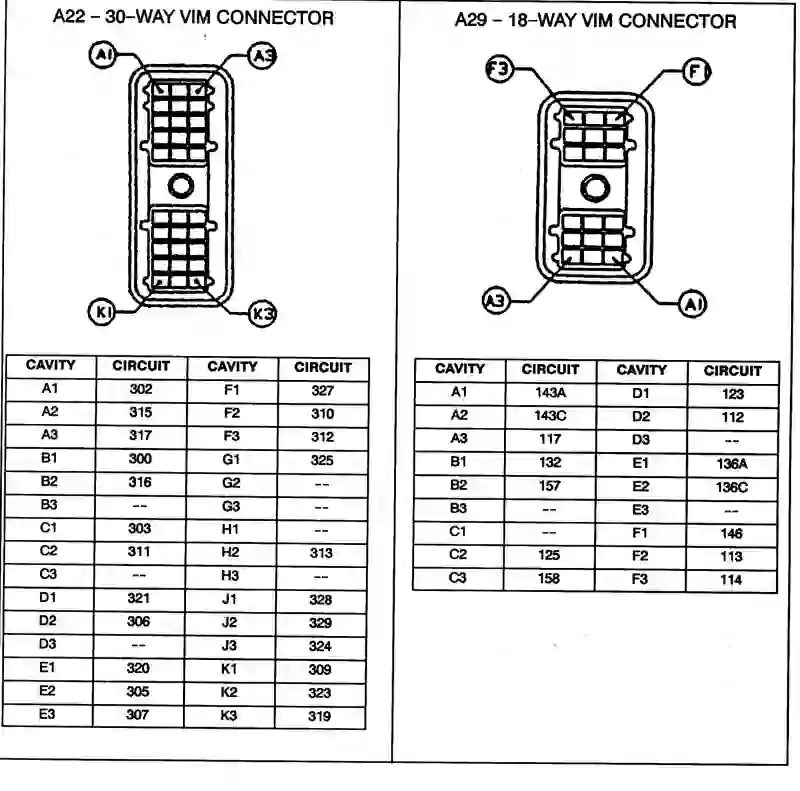 A22 – 30–WAY VIM CONNECTOR
A1 A3
K1 K3
CAVITY CIRCUIT CAVITY CIRCUIT
A1 302 F1 327
A2 315 F2 310
A3 317 F3 312
B1 300 G1 325
B2 316 G2 --
B3 -- G3 --
C1 303 H1 --
C2 311 H2 313
C3 -- H3 --
D1 321 J1 328
D2 306 J2 329
D3 -- J3 324
E1 320 K1 309
E2 305 K2 323
E3 307 K3 319
A29 – 18–WAY VIM CONNECTOR
F3 F1
A3 A1
CAVITY CIRCUIT CAVITY CIRCUIT
A1 143A D1 123
A2 143C D2 112
A3 117 D3 --
B1 132 E1 136A
B2 157 E2 136C
B3 -- E3 --
C1 -- F1 146
C2 125 F2 113
C3 158 F3 114